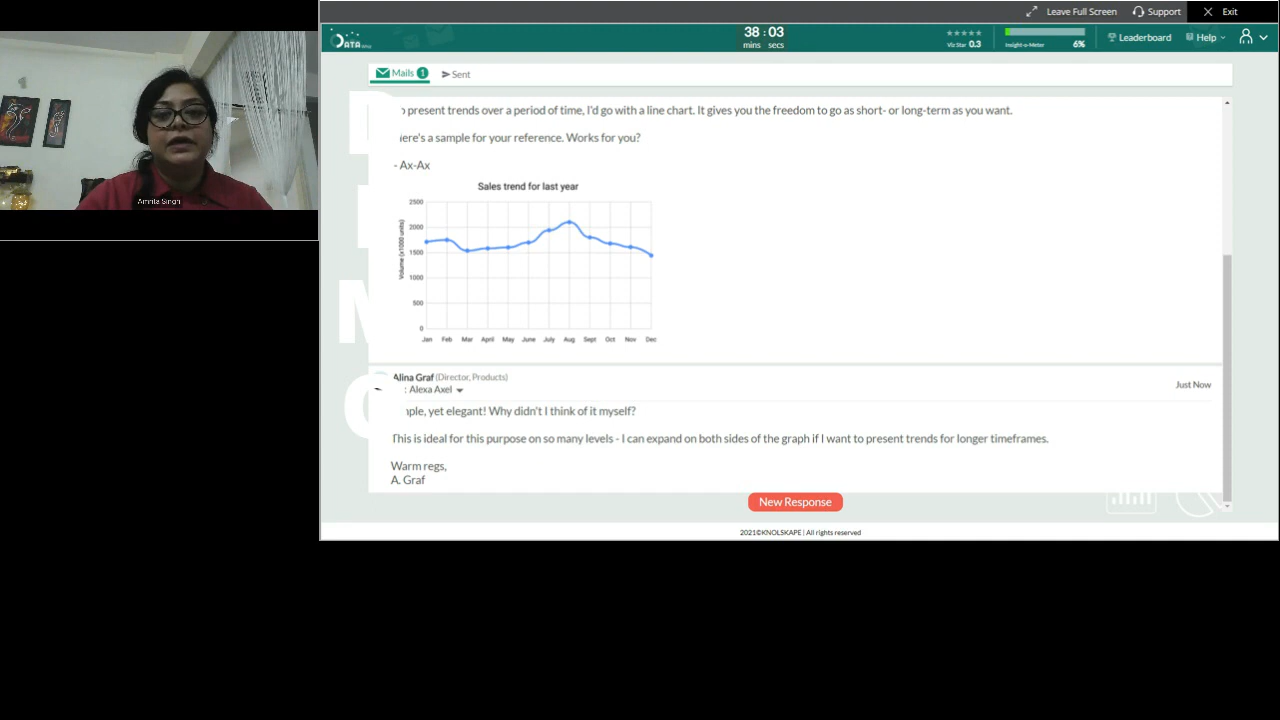 Leave Full Screen Support Exit
DATA
38 : 03
mins secs
Viz Star 0.3
Insight-o-Meter
6%
Leaderboard
Help
Mails 1
Sent
present trends over a period of time, I'd go with a line chart. It gives you the freedom to go as short- or long-term as you want.
ere's a sample for your reference. Works for you?
- Ax-Ax
Sales trend for last year
Volume (x1000 units)
2500
2000
1500
1000
500
0
Jan Feb Mar April May June July Aug Sept Oct Nov Dec
Alina Graf (Director, Products)
: Alexa Axel
Just Now
ple, yet elegant! Why didn't I think of it myself?
This is ideal for this purpose on so many levels - I can expand on both sides of the graph if I want to present trends for longer timeframes.
Warm regs,
A. Graf
New Response
2021©KNOLSKAPE | All rights reserved
Amrita Singh